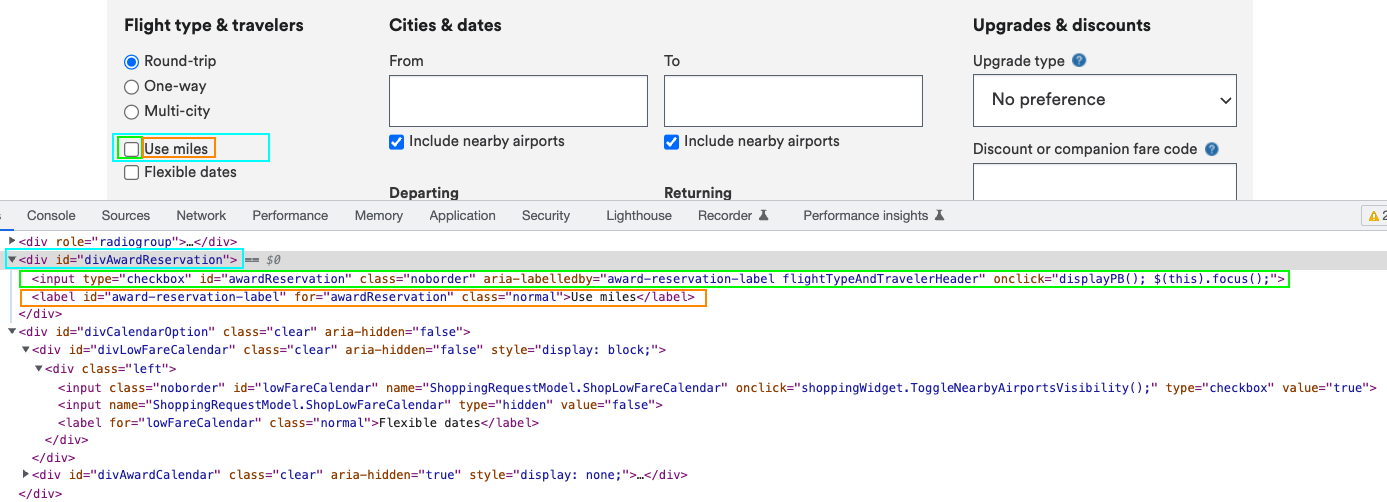 Flight type & travelers
Cities & dates
Upgrades & discounts
Round-trip
From
To
Upgrade type ?
One-way
No preference
Multi-city
Include nearby airports
Include nearby airports
Use miles
Discount or companion fare code ?
Flexible dates
Departing
Returning
Console Sources Network Performance Memory Application Security Lighthouse Recorder Performance insights 2
<div role="radiogroup">…</div>
<div id="divAwardReservation"> == $0
<input type="checkbox" id="awardReservation" class="noborder" aria-labelledby="award-reservation-label flightTypeAndTravelerHeader" onclick="displayPB(); $(this).focus();">
<label id="award-reservation-label" for="awardReservation" class="normal">Use miles</label>
</div>
<div id="divCalendarOption" class="clear" aria-hidden="false">
<div id="divLowFareCalendar" class="clear" aria-hidden="false" style="display: block;">
<div class="left">
<input class="noborder" id="lowFareCalendar" name="ShoppingRequestModel.ShopLowFareCalendar" onclick="shoppingWidget.ToggleNearbyAirportsVisibility();" type="checkbox" value="true">
<input name="ShoppingRequestModel.ShopLowFareCalendar" type="hidden" value="false">
<label for="lowFareCalendar" class="normal">Flexible dates</label>
</div>
</div>
<div id="divAwardCalendar" class="clear" aria-hidden="true" style="display: none;">…</div>
</div>